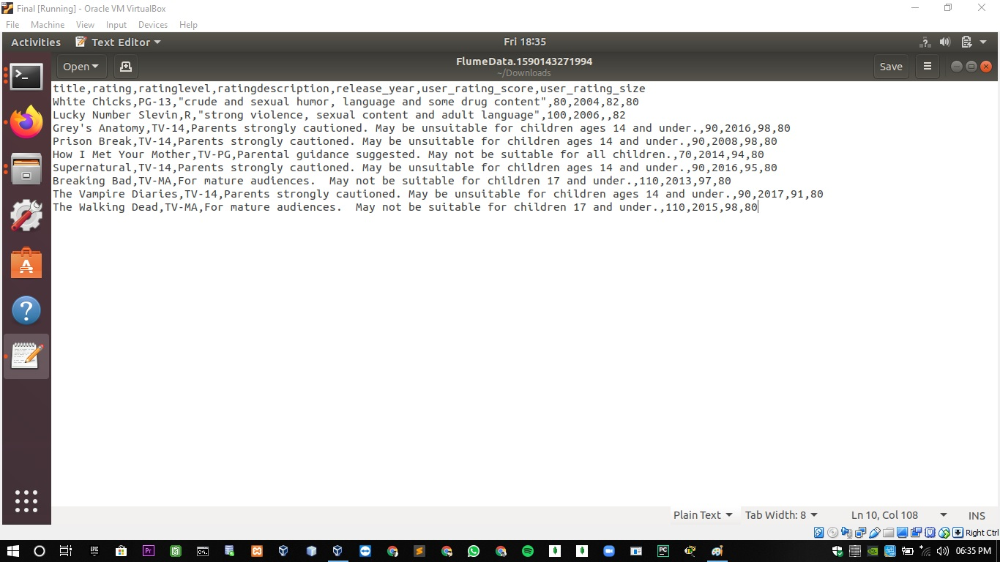 Final [Running] - Oracle VM VirtualBox
File Machine View Input Devices Help
Activities Text Editor Fri 18:35
Open FlumeData.1590143271994 Save
~/Downloads
title,rating,ratinglevel,ratingdescription,release_year,user_rating_score,user_rating_size
White Chicks,PG-13,"crude and sexual humor, language and some drug content",80,2004,82,80
Lucky Number Slevin,R,"strong violence, sexual content and adult language",100,2006,,82
Grey's Anatomy,TV-14,Parents strongly cautioned. May be unsuitable for children ages 14 and under.,90,2016,98,80
Prison Break,TV-14,Parents strongly cautioned. May be unsuitable for children ages 14 and under.,90,2008,98,80
How I Met Your Mother,TV-PG,Parental guidance suggested. May not be suitable for all children.,70,2014,94,80
Supernatural,TV-14,Parents strongly cautioned. May be unsuitable for children ages 14 and under.,90,2016,95,80
Breaking Bad,TV-MA,For mature audiences.  May not be suitable for children 17 and under.,110,2013,97,80
The Vampire Diaries,TV-14,Parents strongly cautioned. May be unsuitable for children ages 14 and under.,90,2017,91,80
The Walking Dead,TV-MA,For mature audiences.  May not be suitable for children 17 and under.,110,2015,98,80
Plain Text Tab Width: 8 Ln 10, Col 108 INS
Right Ctrl
EPIC Pr PC 06:35 PM